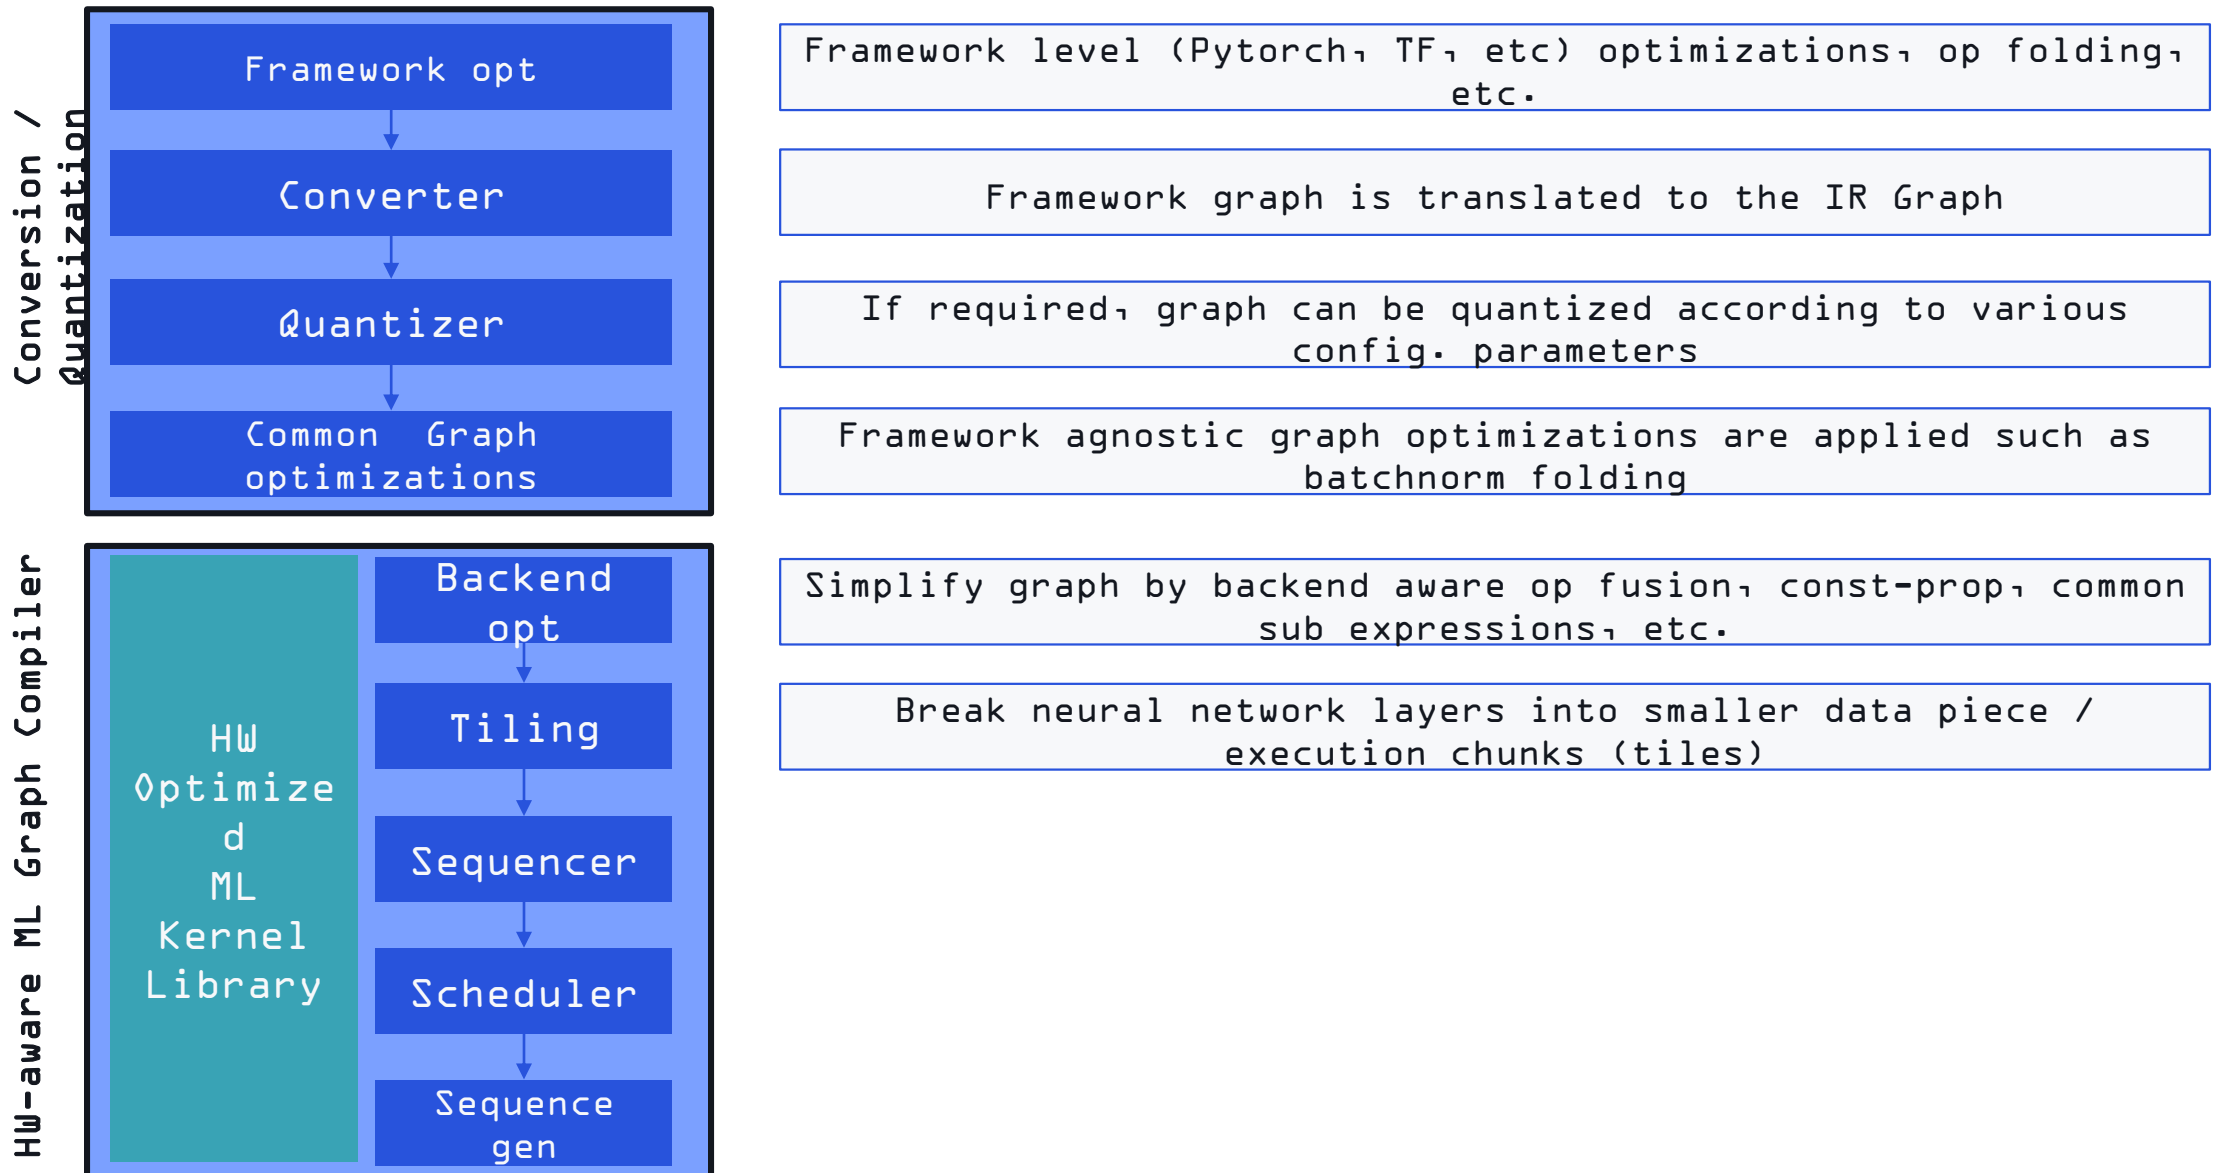 Conversion /
Quantization
Framework opt
Framework level (Pytorch, TF, etc) optimizations, op folding,
etc.
Converter
Framework graph is translated to the IR Graph
Quantizer
If required, graph can be quantized according to various
config. parameters
Common Graph
optimizations
Framework agnostic graph optimizations are applied such as
batchnorm folding
HW-aware ML Graph Compiler
HW
Optimize
d
ML
Kernel
Library
Backend
opt
Simplify graph by backend aware op fusion, const-prop, common
sub expressions, etc.
Tiling
Break neural network layers into smaller data piece /
execution chunks (tiles)
Sequencer
Scheduler
Sequence
gen